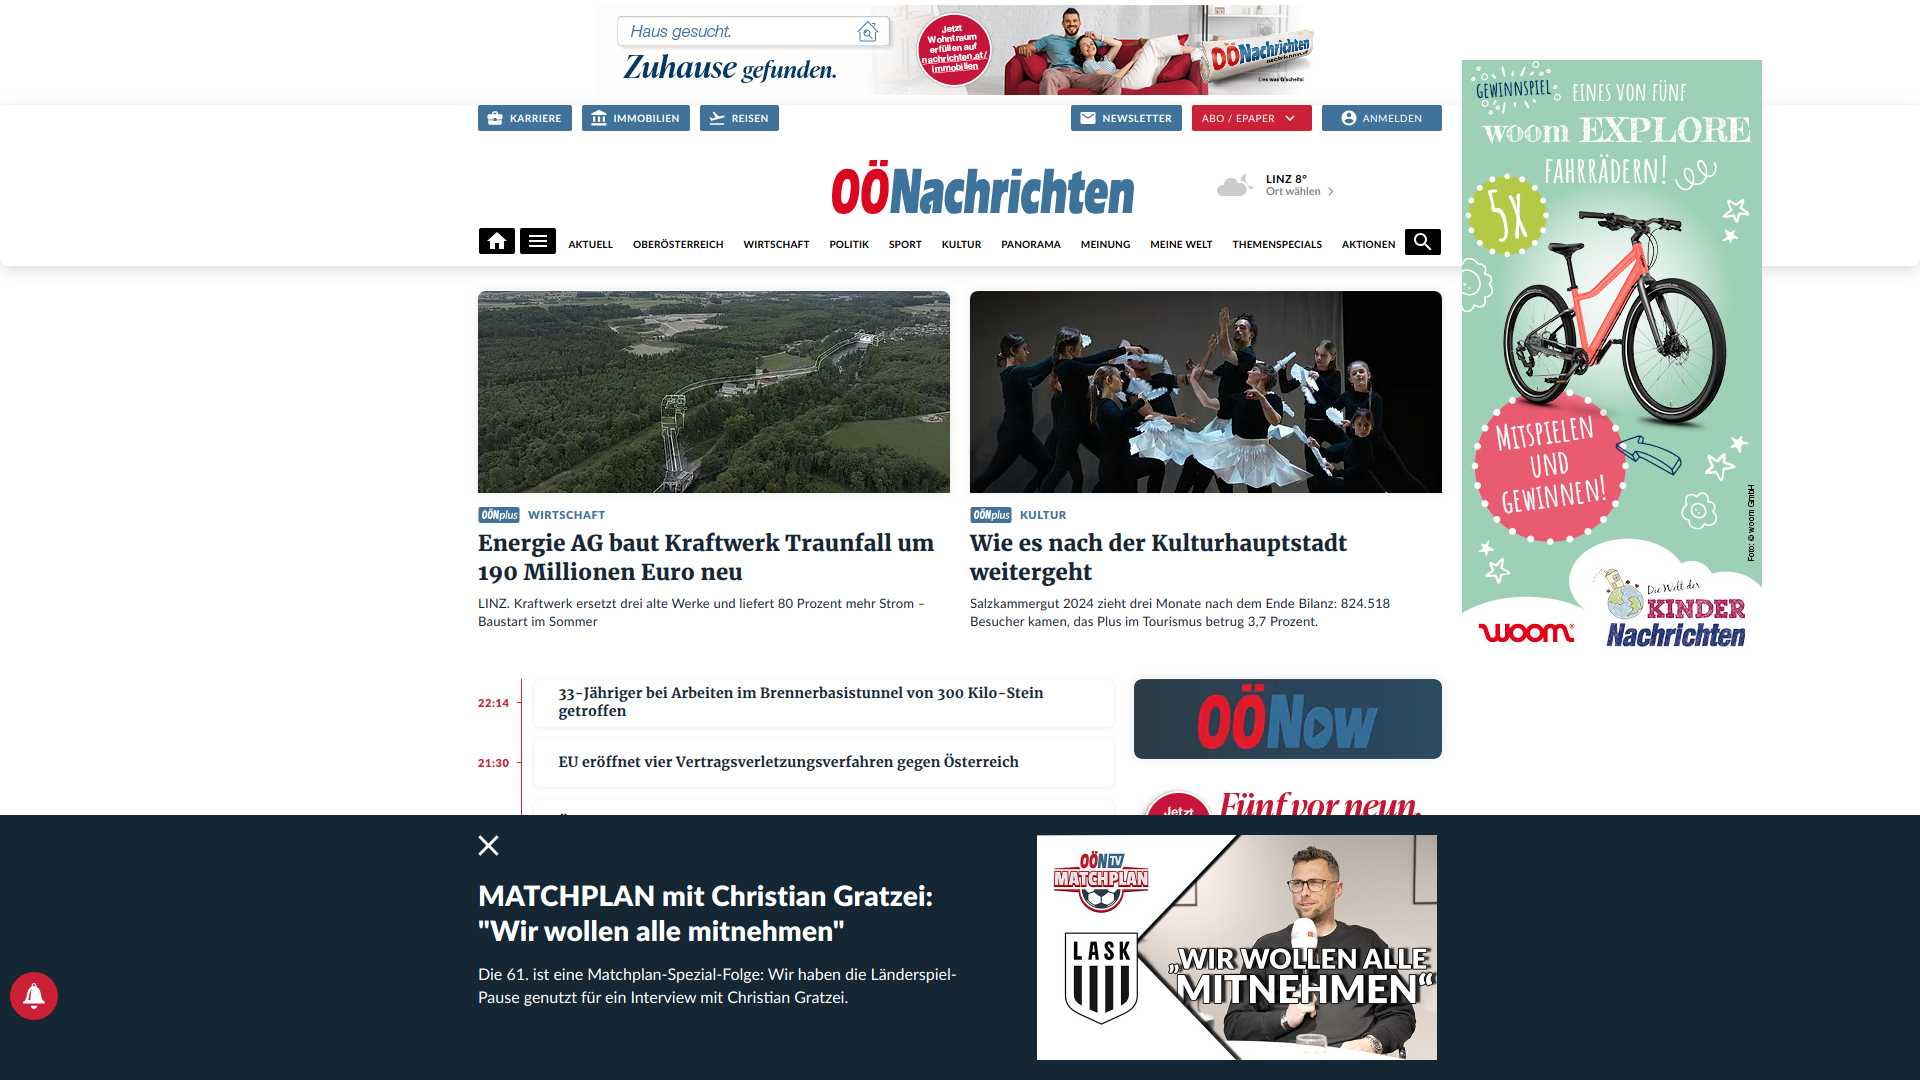 Haus gesucht.
Zuhause gefunden.
Jetzt
Wohntraum
erfüllen auf
nachrichten.at/
immobilien
OÖNachrichten
Lies was G'scheits!
KARRIERE
IMMOBILIEN
REISEN
NEWSLETTER
ABO / EPAPER
ANMELDEN
OÖNachrichten
LINZ 8°
Ort wählen
AKTUELL
OBERÖSTERREICH
WIRTSCHAFT
POLITIK
SPORT
KULTUR
PANORAMA
MEINUNG
MEINE WELT
THEMENSPECIALS
AKTIONEN
GEWINNSPIEL
EINES VON FÜNF
woom EXPLORE
FAHRRÄDERN!
5X
MITSPIELEN
UND
GEWINNEN!
Foto: © woom GmbH
woom
Die Welt der
KINDER
Nachrichten
OÖNplus WIRTSCHAFT
Energie AG baut Kraftwerk Traunfall um
190 Millionen Euro neu
LINZ. Kraftwerk ersetzt drei alte Werke und liefert 80 Prozent mehr Strom –
Baustart im Sommer
OÖNplus KULTUR
Wie es nach der Kulturhauptstadt
weitergeht
Salzkammergut 2024 zieht drei Monate nach dem Ende Bilanz: 824.518
Besucher kamen, das Plus im Tourismus betrug 3,7 Prozent.
22:14
33-Jähriger bei Arbeiten im Brennerbasistunnel von 300 Kilo-Stein
getroffen
21:30
EU eröffnet vier Vertragsverletzungsverfahren gegen Österreich
OÖNow
Jetzt
Fünf vor neun.
MATCHPLAN mit Christian Gratzei:
"Wir wollen alle mitnehmen"
Die 61. ist eine Matchplan-Spezial-Folge: Wir haben die Länderspiel-
Pause genutzt für ein Interview mit Christian Gratzei.
OÖN TV
MATCHPLAN
LASK
„WIR WOLLEN ALLE
MITNEHMEN“